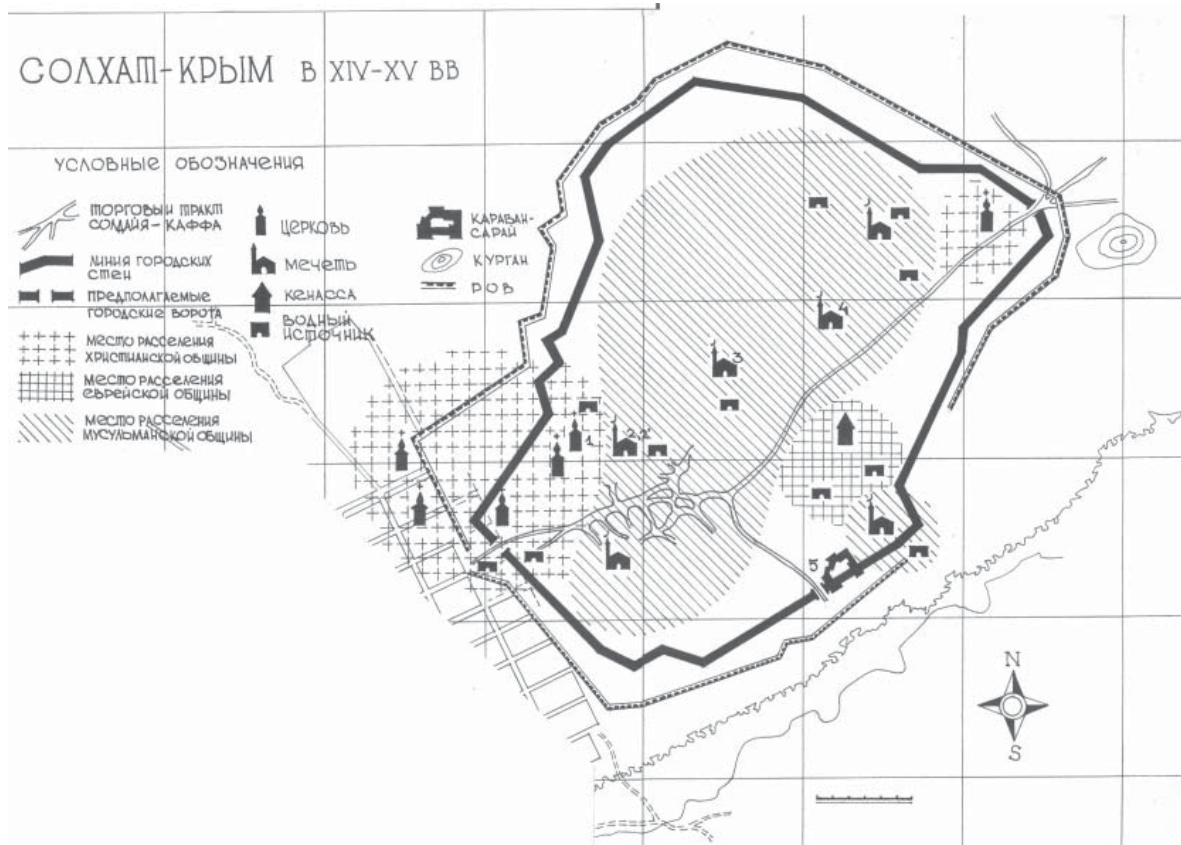 СОЛХАТ-КРЫМ В XIV-XV ВВ
УСЛОВНЫЕ ОБОЗНАЧЕНИЯ
ТОРГОВЫЙ ТРАКТ
СОЛДАЙЯ-КАФФА
ЛИНИЯ ГОРОДСКИХ
СТЕН
ПРЕДПОЛАГАЕМЫЕ
ГОРОДСКИЕ ВОРОТА
МЕСТО РАССЕЛЕНИЯ
ХРИСТИАНСКОЙ ОБЩИНЫ
МЕСТО РАССЕЛЕНИЯ
ЕВРЕЙСКОЙ ОБЩИНЫ
МЕСТО РАССЕЛЕНИЯ
МУСУЛЬМАНСКОЙ ОБЩИНЫ
ЦЕРКОВЬ
МЕЧЕТЬ
КЕНАССА
ВОДНЫЙ
ИСТОЧНИК
КАРАВАН-
САРАЙ
КУРГАН
РОВ
4
3
1
2,2'
5
N
S